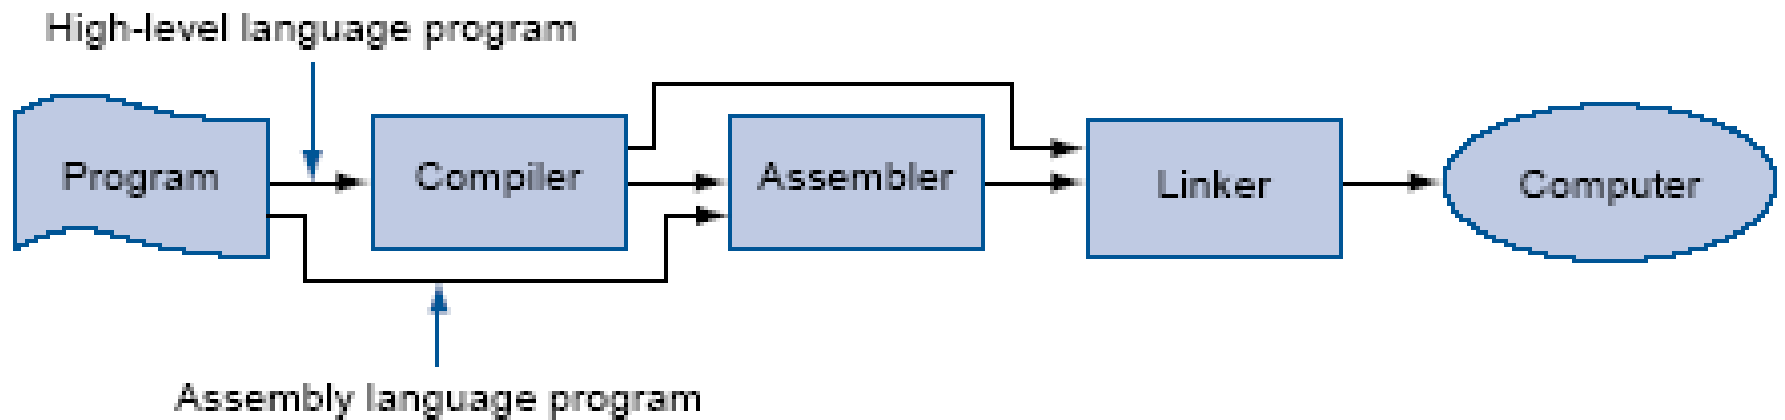 High-level language program
Program
Compiler
Assembler
Linker
Computer
Assembly language program